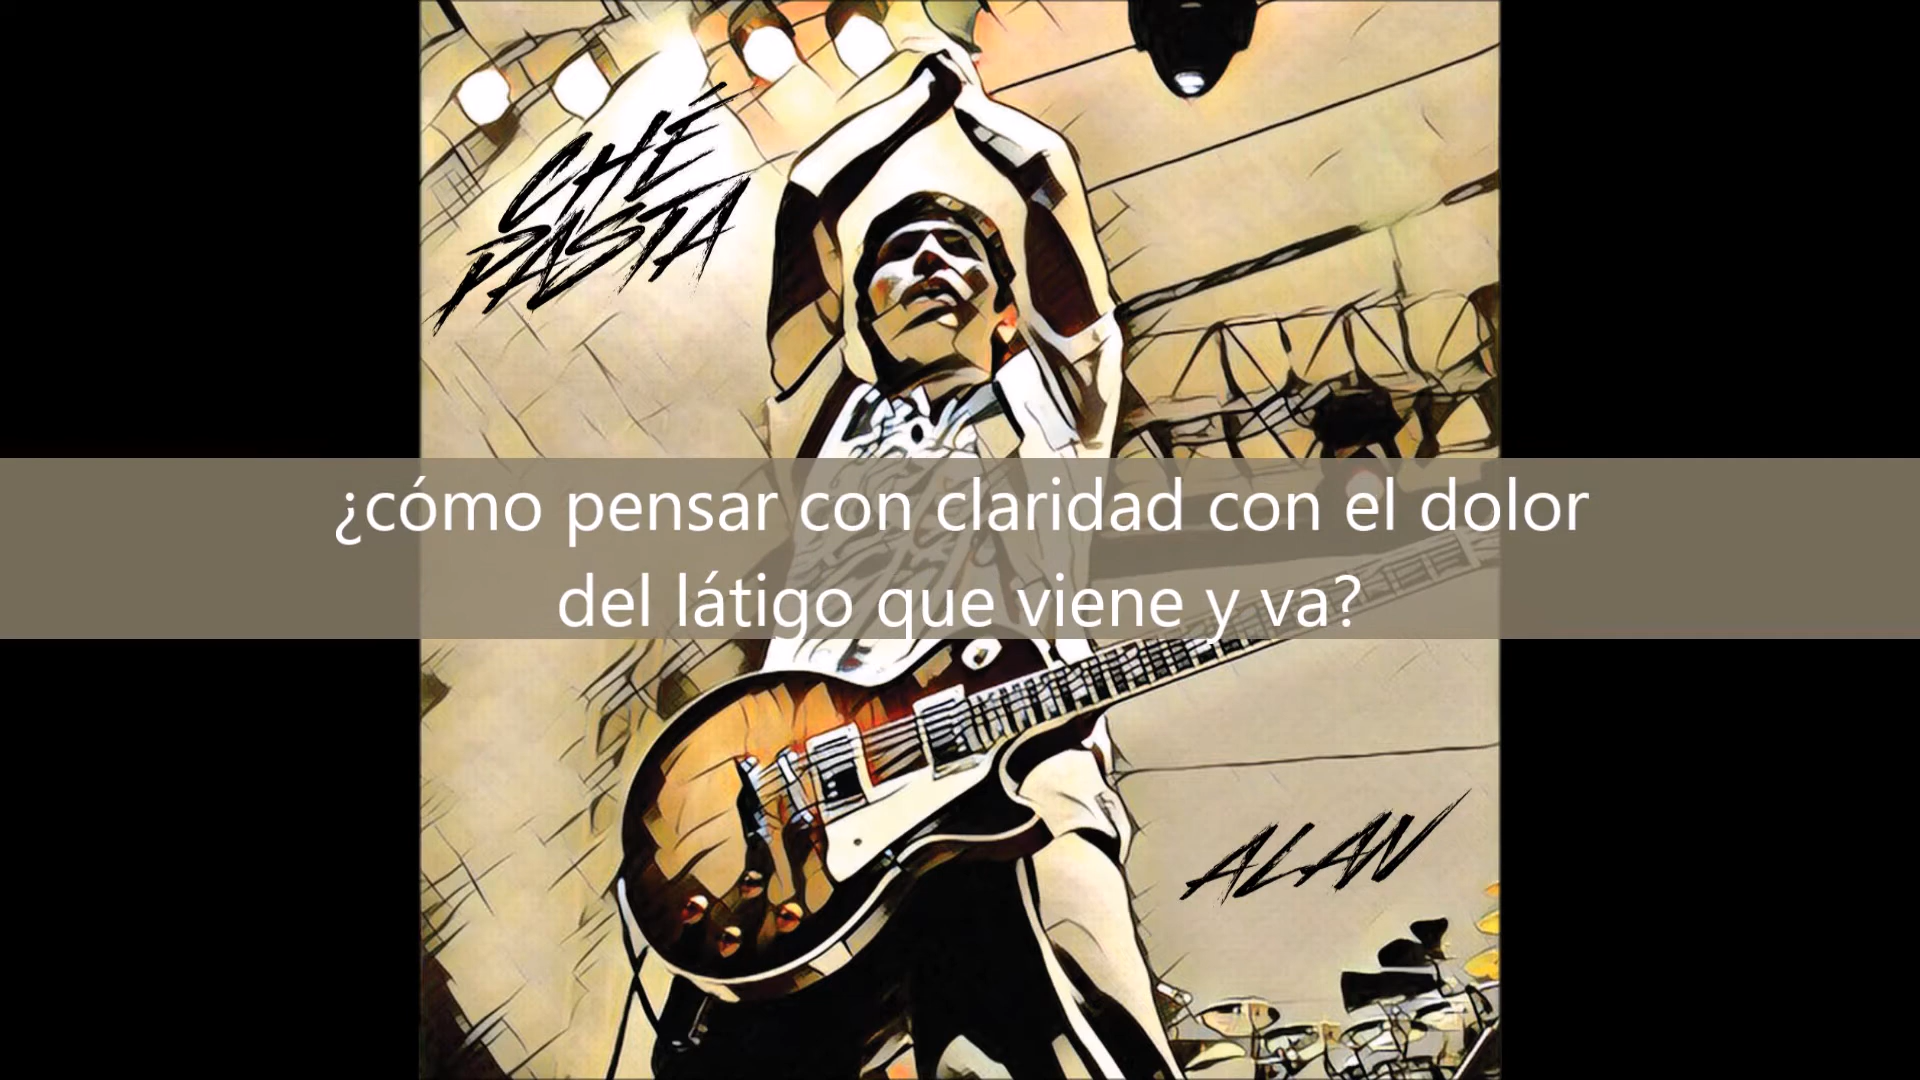 CHÉ
PASTA
¿cómo pensar con claridad con el dolor
del látigo que viene y va?
ALAN